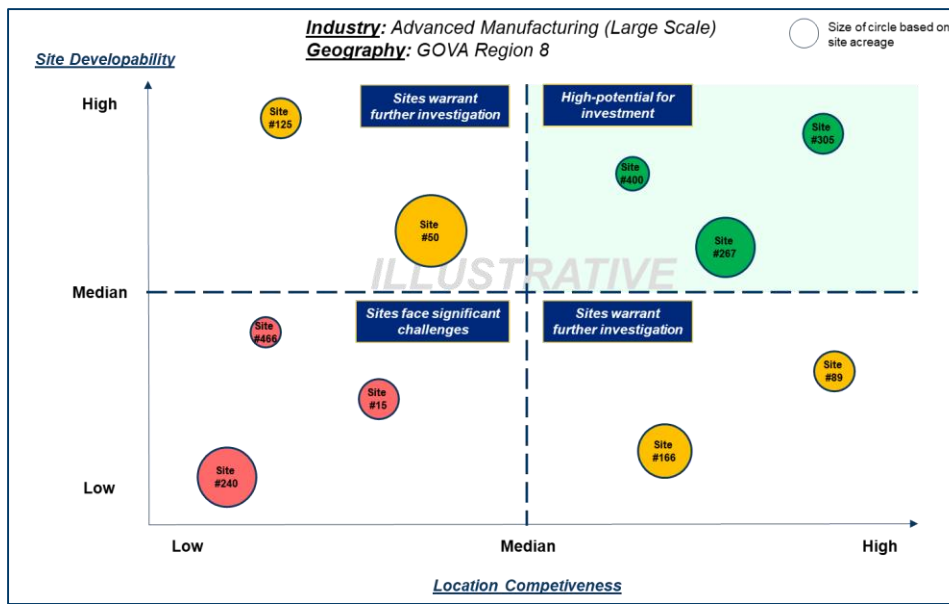 Industry: Advanced Manufacturing (Large Scale)
Geography: GOVA Region 8
Size of circle based on
site acreage
Site Developability
High
Median
Low
Sites warrant
further investigation
High-potential for
investment
Site
#125
Site
#305
Site
#400
Site
#50
Site
#267
ILLUSTRATIVE
Sites face significant
challenges
Sites warrant
further investigation
Site
#466
Site
#15
Site
#89
Site
#166
Site
#240
Low
Median
High
Location Competiveness